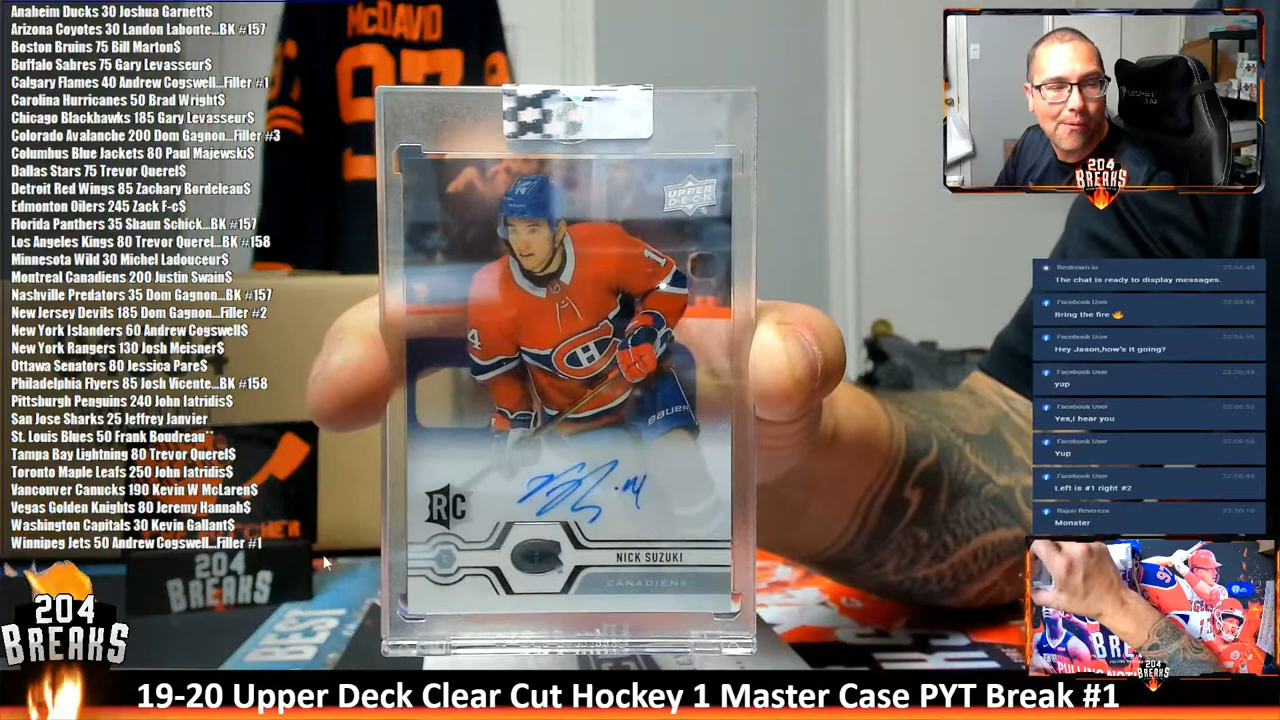 Anaheim Ducks 30 Joshua Garnett$
Arizona Coyotes 30 Landon Labonte...BK #157
Boston Bruins 75 Bill Marton$
Buffalo Sabres 75 Gary Levasseur$
Calgary Flames 40 Andrew Cogswell...Filler #1
Carolina Hurricanes 50 Brad Wright$
Chicago Blackhawks 185 Gary Levasseur$
Colorado Avalanche 200 Dom Gagnon...Filler #3
Columbus Blue Jackets 80 Paul Majewski$
Dallas Stars 75 Trevor Querel$
Detroit Red Wings 85 Zachary Bordeleau$
Edmonton Oilers 245 Zack F-c$
Florida Panthers 35 Shaun Schick...BK #157
Los Angeles Kings 80 Trevor Querel...BK #158
Minnesota Wild 30 Michel Ladouceur$
Montreal Canadiens 200 Justin Swain$
Nashville Predators 35 Dom Gagnon...BK #157
New Jersey Devils 185 Dom Gagnon...Filler #2
New York Islanders 60 Andrew Cogswell$
New York Rangers 130 Josh Meisner$
Ottawa Senators 80 Jessica Pare$
Philadelphia Flyers 85 Josh Vicente...BK #158
Pittsburgh Penguins 240 John Iatridis$
San Jose Sharks 25 Jeffrey Janvier
St. Louis Blues 50 Frank Boudreau**
Tampa Bay Lightning 80 Trevor Querel$
Toronto Maple Leafs 250 John Iatridis$
Vancouver Canucks 190 Kevin W McLaren$
Vegas Golden Knights 80 Jeremy Hannah$
Washington Capitals 30 Kevin Gallant$
Winnipeg Jets 50 Andrew Cogswell...Filler #1
McDAVID
97
UPPER
DECK
14
BAUER
RC
NICK SUZUKI
CANADIENS
204
BREAKS
BEST
204
BREAKS
204
BREAKS
Restream.io
The chat is ready to display messages.
Facebook User
Bring the fire 🔥
Facebook User
Hey Jason,how's it going?
Facebook User
yup
Facebook User
Yes,i hear you
Facebook User
Yup
Facebook User
Left is #1 right #2
Monster
204
BREAKS
19-20 Upper Deck Clear Cut Hockey 1 Master Case PYT Break #1